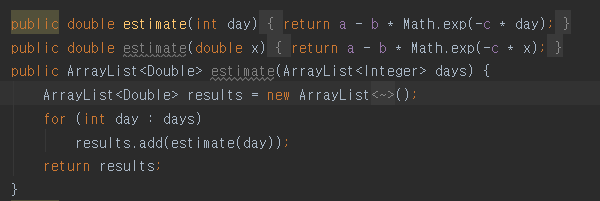 public double estimate(int day) { return a - b * Math.exp(-c * day); }
public double estimate(double x) { return a - b * Math.exp(-c * x); }
public ArrayList<Double> estimate(ArrayList<Integer> days) {
ArrayList<Double> results = new ArrayList<~>();
for (int day : days)
results.add(estimate(day));
return results;
}